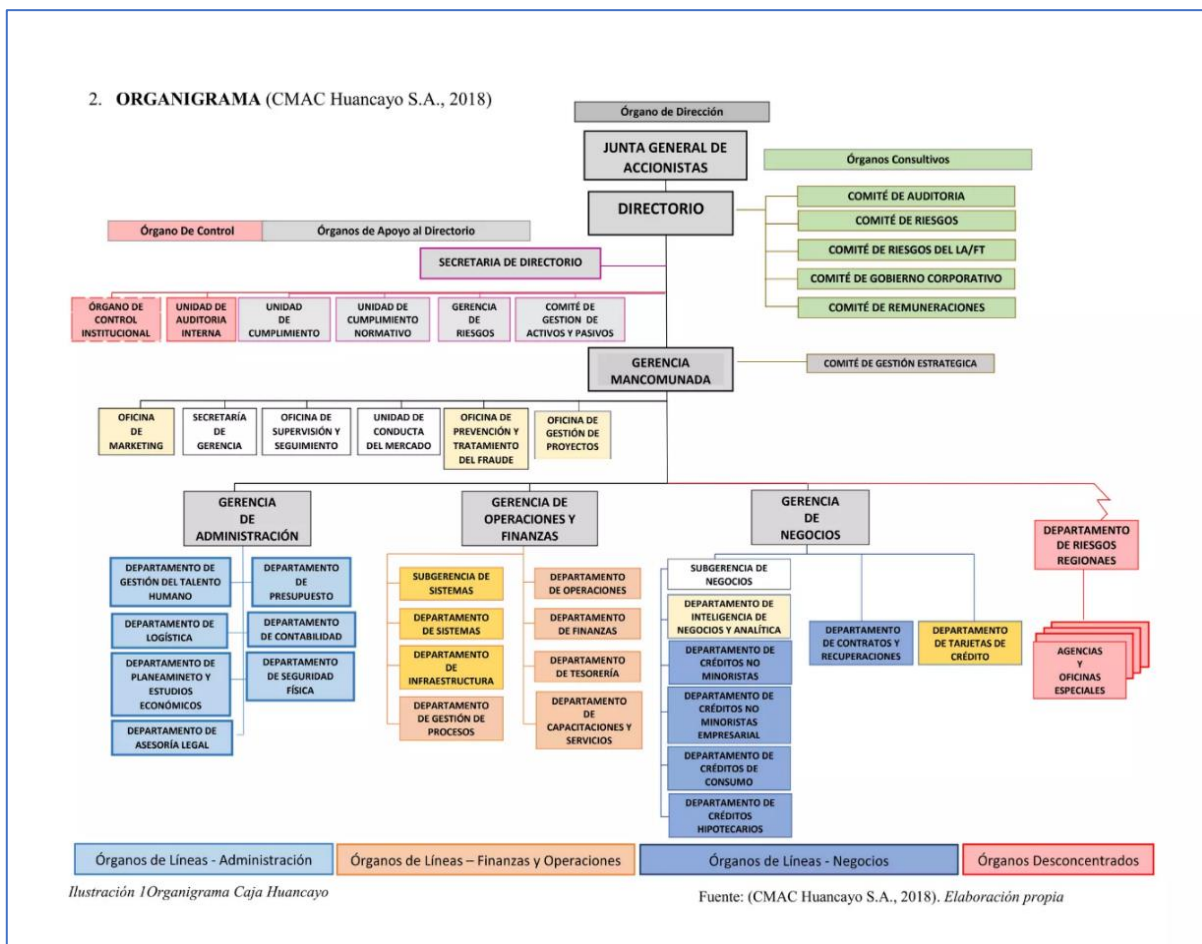 2. ORGANIGRAMA (CMAC Huancayo S.A., 2018)
Órgano de Dirección
JUNTA GENERAL DE
ACCIONISTAS
Órganos Consultivos
DIRECTORIO
COMITÉ DE AUDITORIA
COMITÉ DE RIESGOS
COMITÉ DE RIESGOS DEL LA/FT
COMITÉ DE GOBIERNO CORPORATIVO
COMITÉ DE REMUNERACIONES
Órgano De Control
Órganos de Apoyo al Directorio
SECRETARIA DE DIRECTORIO
ÓRGANO DE
CONTROL
INSTITUCIONAL
UNIDAD DE
AUDITORIA
INTERNA
UNIDAD
DE
CUMPLIMIENTO
UNIDAD DE
CUMPLIMIENTO
NORMATIVO
GERENCIA
DE
RIESGOS
COMITÉ DE
GESTION DE
ACTIVOS Y PASIVOS
GERENCIA
MANCOMUNADA
COMITÉ DE GESTIÓN ESTRATEGICA
OFICINA
DE
MARKETING
SECRETARÍA
DE
GERENCIA
OFICINA DE
SUPERVISIÓN Y
SEGUIMIENTO
UNIDAD DE
CONDUCTA
DEL MERCADO
OFICINA DE
PREVENCIÓN Y
TRATAMIENTO
DEL FRAUDE
OFICINA DE
GESTIÓN DE
PROYECTOS
GERENCIA
DE
ADMINISTRACIÓN
DEPARTAMENTO DE
GESTIÓN DEL TALENTO
HUMANO
DEPARTAMENTO
DE
PRESUPUESTO
DEPARTAMENTO DE
LOGÍSTICA
DEPARTAMENTO
DE CONTABILIDAD
DEPARTAMENTO DE
PLANEAMINETO Y
ESTUDIOS
ECONÓMICOS
DEPARTAMENTO
DE SEGURIDAD
FÍSICA
DEPARTAMENTO DE
ASESORÍA LEGAL
GERENCIA DE
OPERACIONES Y
FINANZAS
SUBGERENCIA DE
SISTEMAS
DEPARTAMENTO
DE OPERACIONES
DEPARTAMENTO
DE SISTEMAS
DEPARTAMENTO
DE FINANZAS
DEPARTAMENTO
DE
INFRAESTRUCTURA
DEPARTAMENTO
DE TESORERÍA
DEPARTAMENTO
DE GESTIÓN DE
PROCESOS
DEPARTAMENTO
DE
CAPACITACIONES Y
SERVICIOS
GERENCIA
DE
NEGOCIOS
SUBGERENCIA DE
NEGOCIOS
DEPARTAMENTO DE
INTELIGENCIA DE
NEGOCIOS Y ANALÍTICA
DEPARTAMENTO DE
CRÉDITOS NO
MINORISTAS
DEPARTAMENTO DE
CRÉDITOS NO
MINORISTAS
EMPRESARIAL
DEPARTAMENTO DE
CRÉDITOS DE
CONSUMO
DEPARTAMENTO DE
CRÉDITOS
HIPOTECARIOS
DEPARTAMENTO
DE CONTRATOS Y
RECUPERACIONES
DEPARTAMENTO
DE TARJETAS DE
CRÉDITO
DEPARTAMENTO
DE RIESGOS
REGIONAES
AGENCIAS
Y
OFICINAS
ESPECIALES
Órganos de Líneas - Administración
Órganos de Líneas – Finanzas y Operaciones
Órganos de Líneas - Negocios
Órganos Desconcentrados
Ilustración 1Organigrama Caja Huancayo
Fuente: (CMAC Huancayo S.A., 2018). Elaboración propia